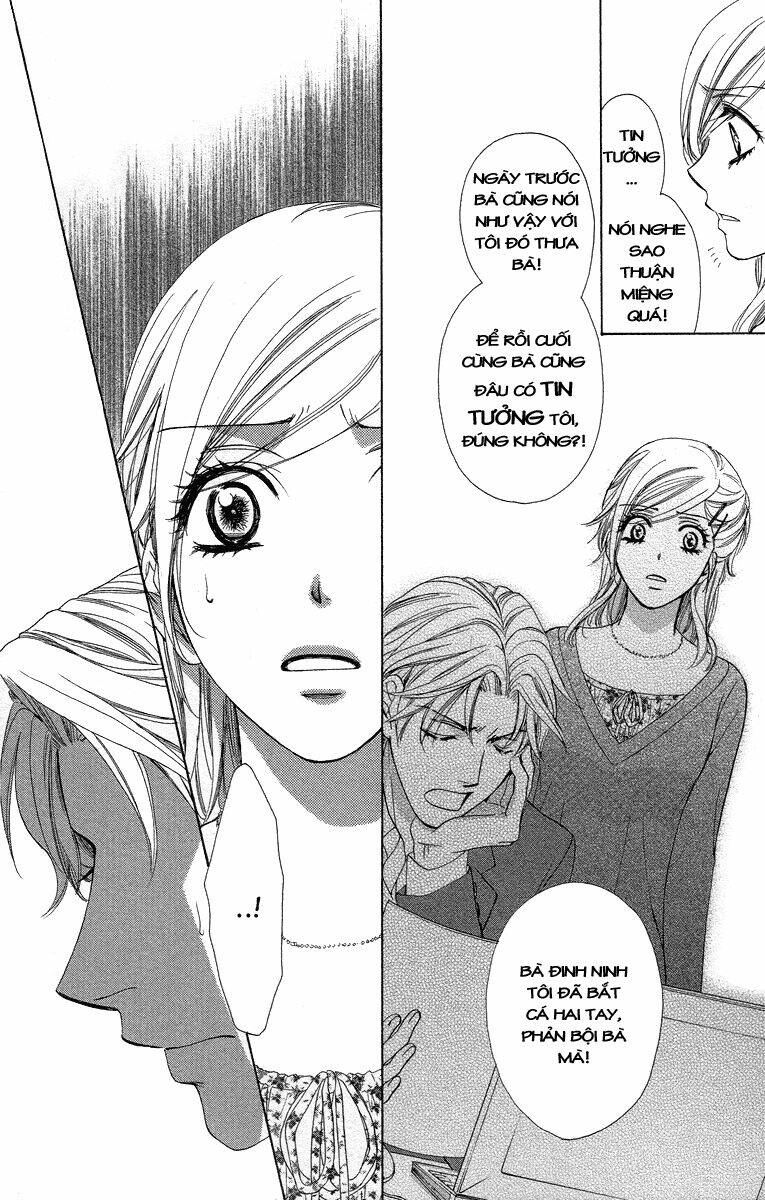 TIN
TƯỞNG
...
NÓI NGHE
SAO
THUẬN
MIỆNG
QUÁ!
NGÀY TRƯỚC
BÀ CŨNG NÓI
NHƯ VẬY VỚI
TÔI ĐÓ THƯA
BÀ!
ĐỂ RỒI CUỐI
CÙNG BÀ CŨNG
ĐÂU CÓ TIN
TƯỞNG TÔI,
ĐÚNG KHÔNG?!
BÀ ĐINH NINH
TÔI ĐÃ BẮT
CÁ HAI TAY,
PHẢN BỘI BÀ
MÀ!
..!